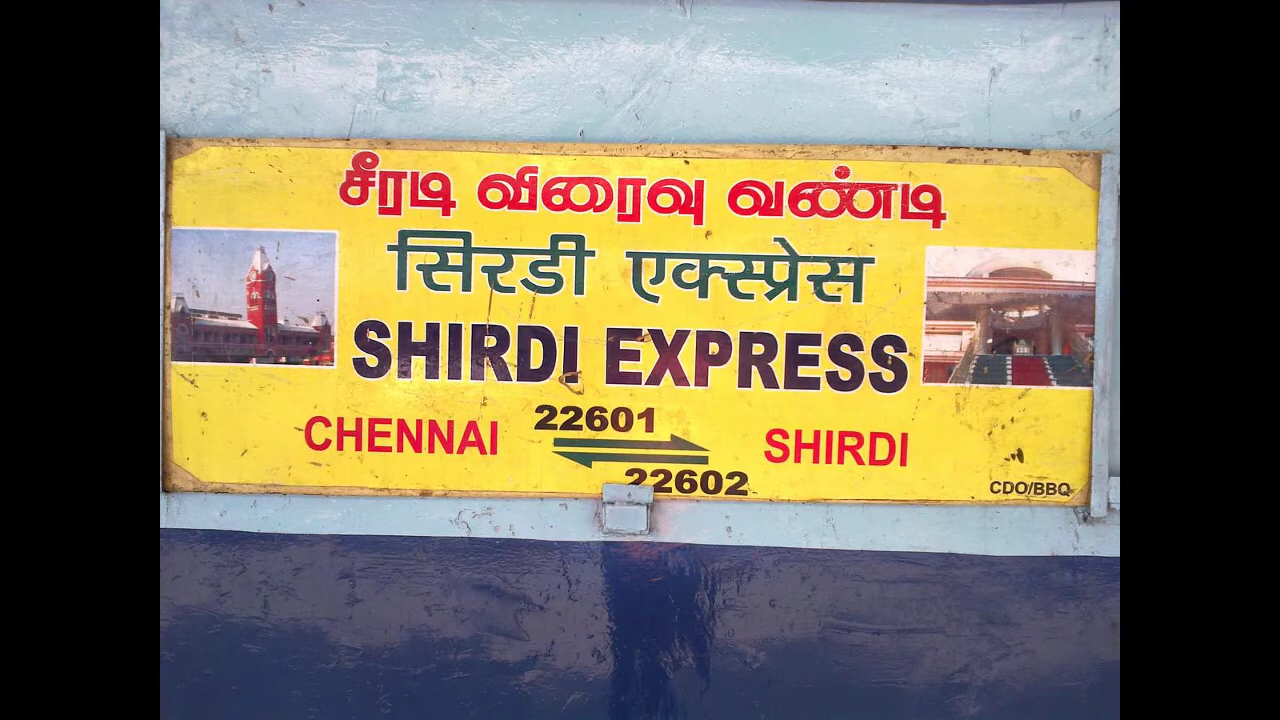 சீரடி விரைவு வண்டி
सिरडी एक्स्प्रेस
SHIRDI EXPRESS
22601
CHENNAI SHIRDI
22602
CDO/BBQ